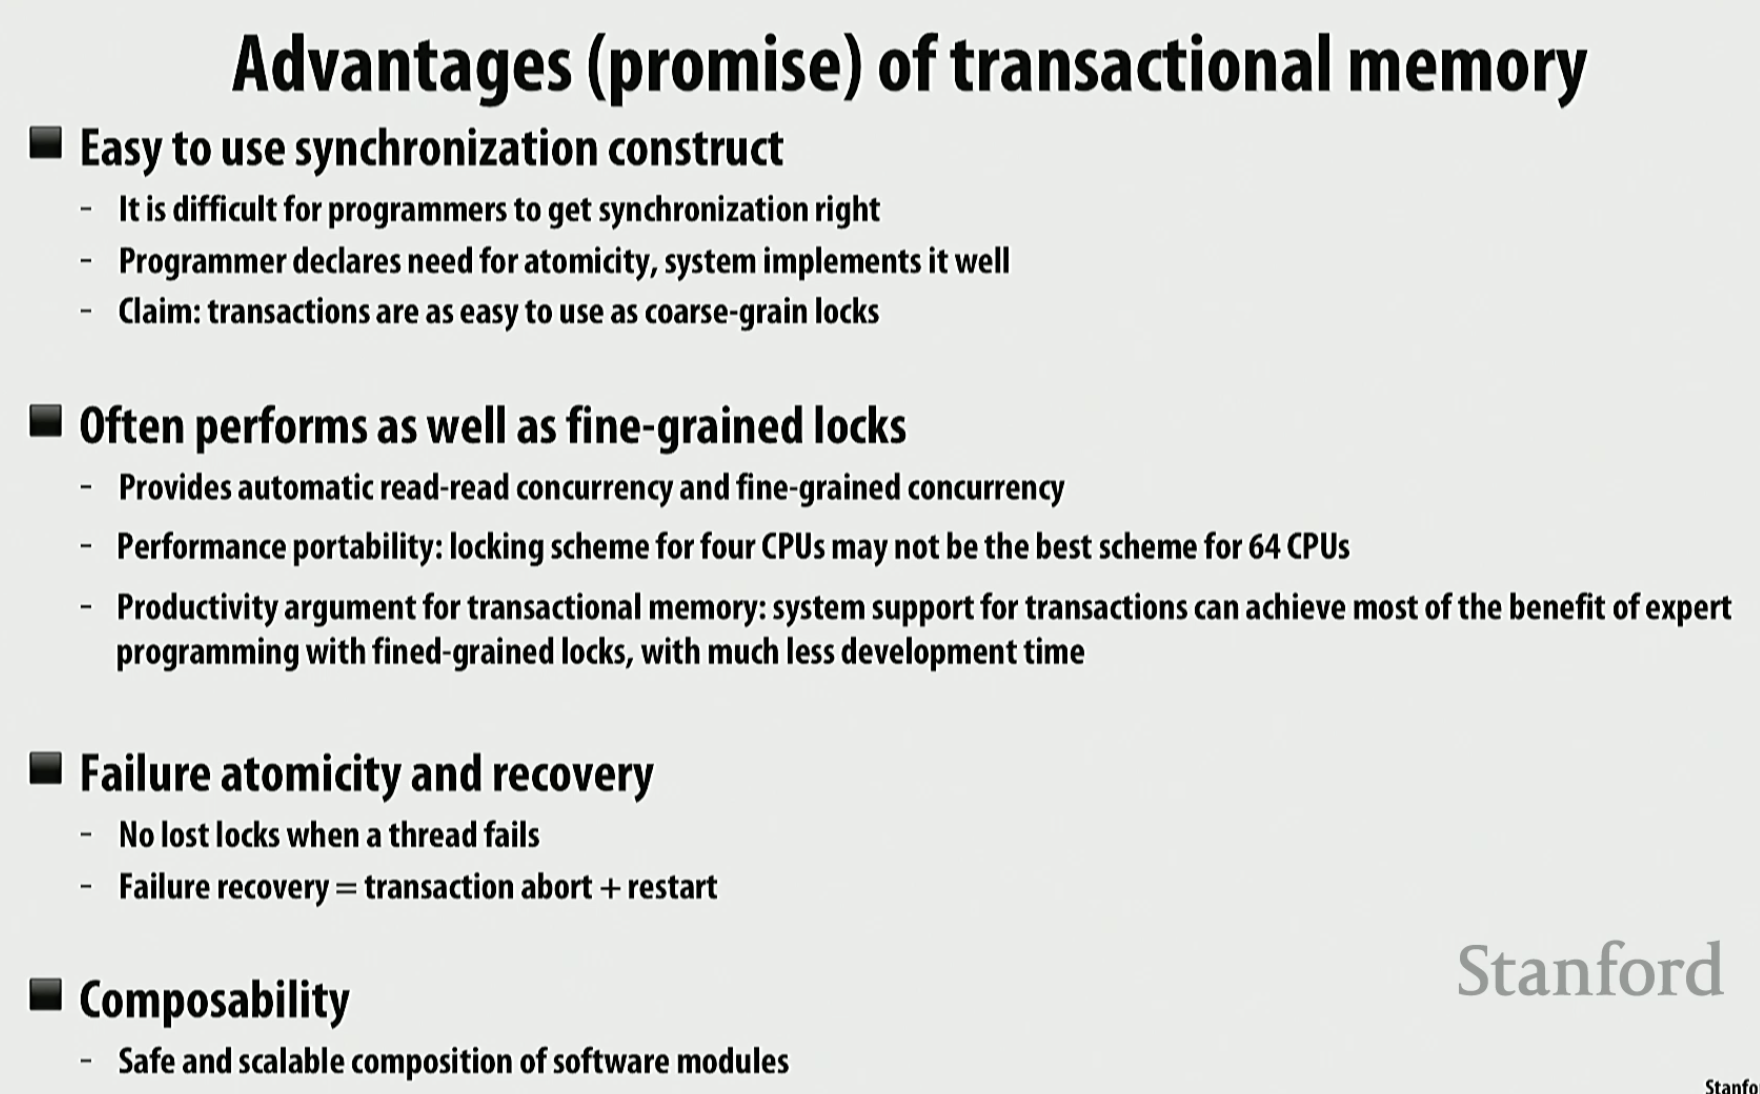 Advantages (promise) of transactional memory
Easy to use synchronization construct
- It is difficult for programmers to get synchronization right
- Programmer declares need for atomicity, system implements it well
- Claim: transactions are as easy to use as coarse-grain locks
Often performs as well as fine-grained locks
- Provides automatic read-read concurrency and fine-grained concurrency
- Performance portability: locking scheme for four CPUs may not be the best scheme for 64 CPUs
- Productivity argument for transactional memory: system support for transactions can achieve most of the benefit of expert
programming with fined-grained locks, with much less development time
Failure atomicity and recovery
- No lost locks when a thread fails
- Failure recovery = transaction abort + restart
Stanford
Composability
- Safe and scalable composition of software modules
Stanfo